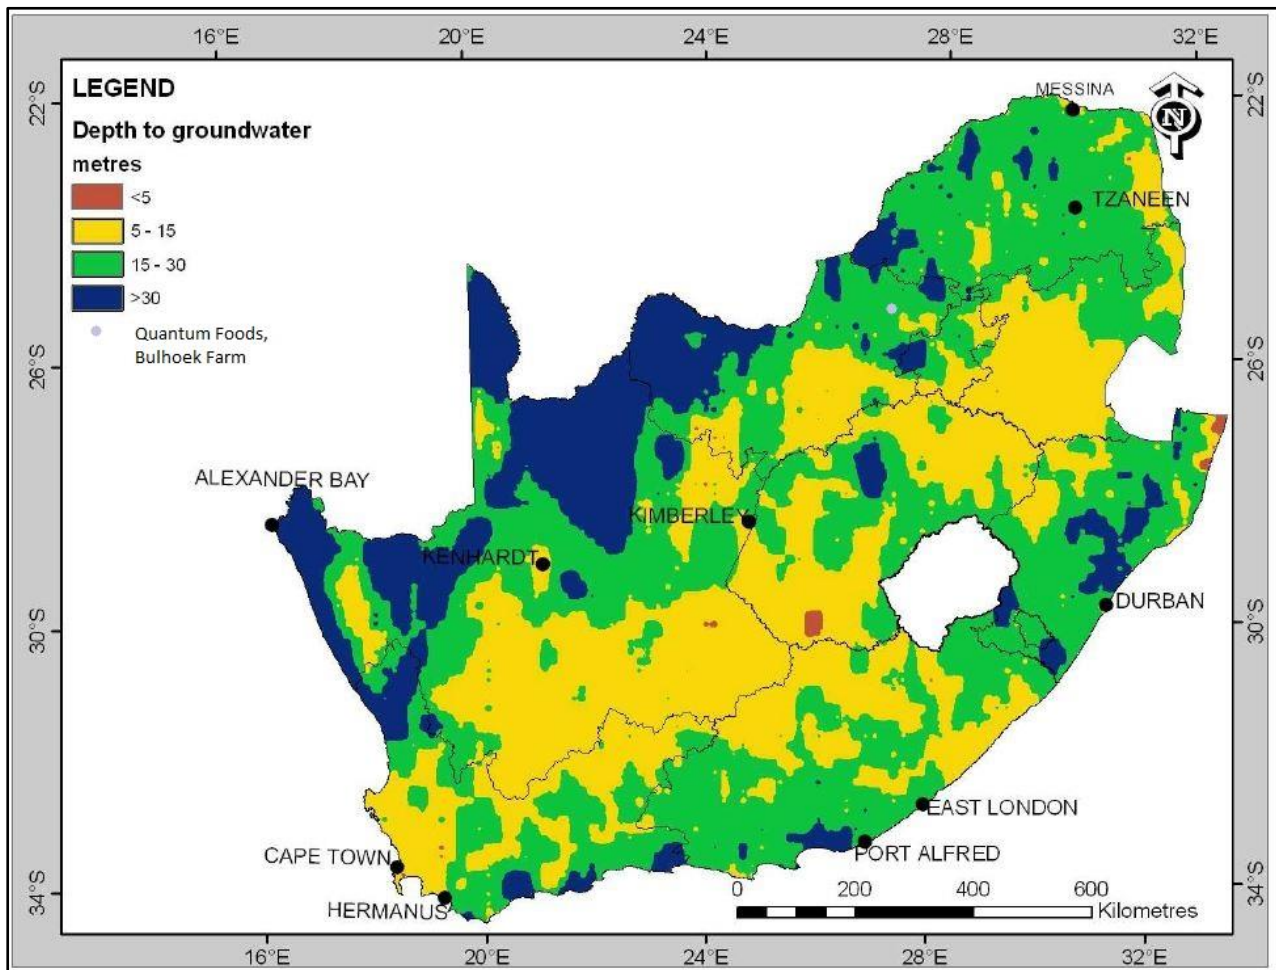 16°E 20°E 24°E 28°E 32°E
22°S
22°S
LEGEND
Depth to groundwater
metres
<5
5 - 15
15 - 30
>30
Quantum Foods,
Bulhoek Farm
N
MESSINA
TZANEEN
26°S
26°S
ALEXANDER BAY
KIMBERLEY
KENHARDT
DURBAN
30°S
30°S
EAST LONDON
PORT ALFRED
CAPE TOWN
HERMANUS
34°S
34°S
0 200 400 600
Kilometres
16°E 20°E 24°E 28°E 32°E